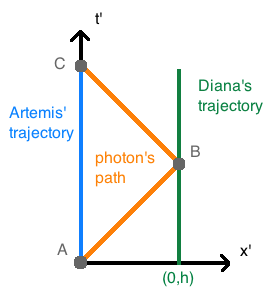 t'
C
Artemis'
trajectory
Diana's
trajectory
photon's
path
B
A
x'
(0,h)